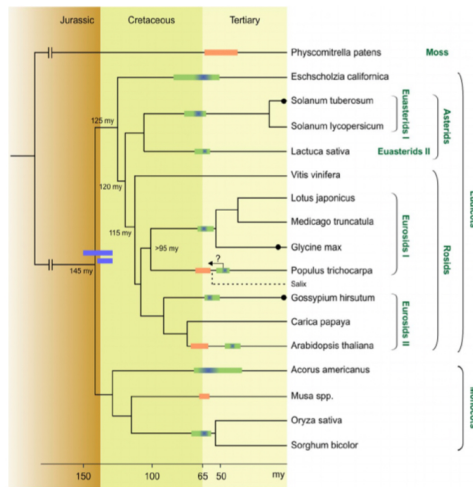 Jurassic Cretaceous Tertiary
Physcomitrella patens Moss
Eschscholzia californica
125 my
Solanum tuberosum
Solanum lycopersicum
Euasterids I
Asterids
Lactuca sativa Euasterids II
120 my
Vitis vinifera
Lotus japonicus
115 my
Medicago truncatula
>95 my
Glycine max
Eurosids I
Rosids
?
Populus trichocarpa
145 my
Salix
Gossypium hirsutum
Carica papaya
Eurosids II
Arabidopsis thaliana
Acorus americanus
Musa spp.
Oryza sativa
Sorghum bicolor
150 100 65 50 my